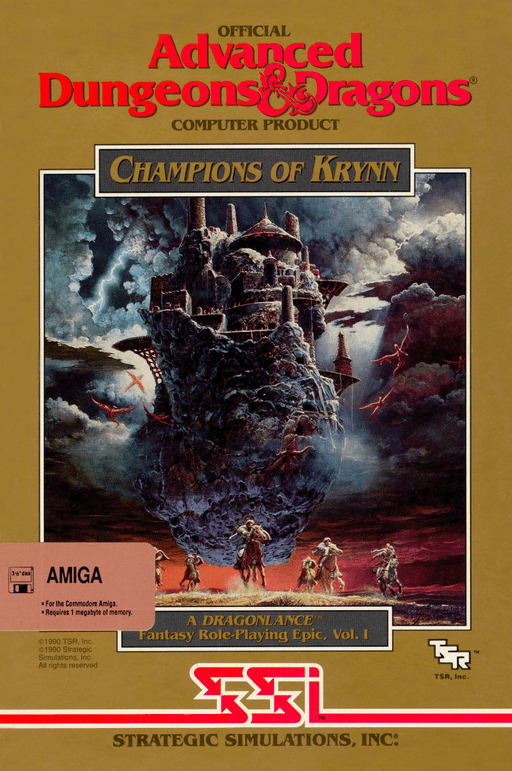 OFFICIAL
Advanced
Dungeons & Dragons®
COMPUTER PRODUCT
CHAMPIONS OF KRYNN
3½" disk
AMIGA
• For the Commodore Amiga.
• Requires 1 megabyte of memory.
A DRAGONLANCE™
Fantasy Role-Playing Epic, Vol. I
©1990 TSR, Inc.
©1990 Strategic
Simulations, Inc.
All rights reserved
TSR™
TSR, Inc.
SSI™
STRATEGIC SIMULATIONS, INC.®